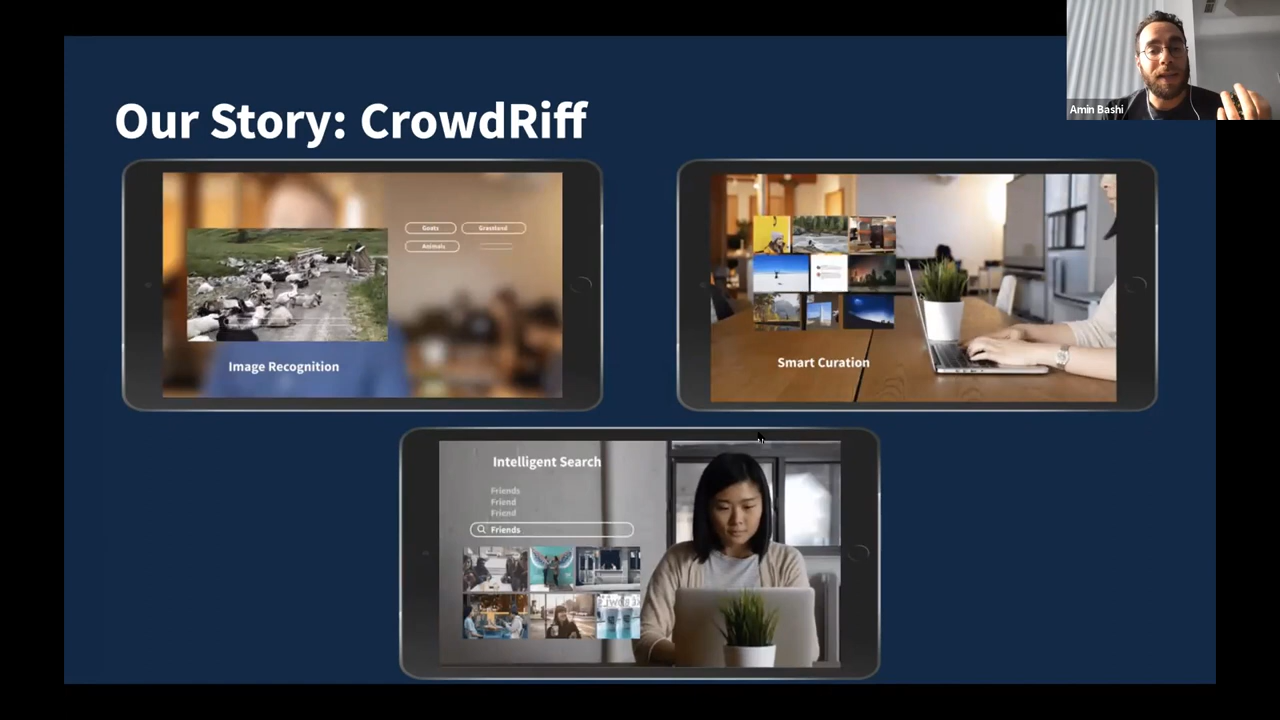 Our Story: CrowdRiff
Amin Bashi
Goats
Grassland
Animals
Image Recognition
Smart Curation
Intelligent Search
Friends
Friend
Friend
Friends